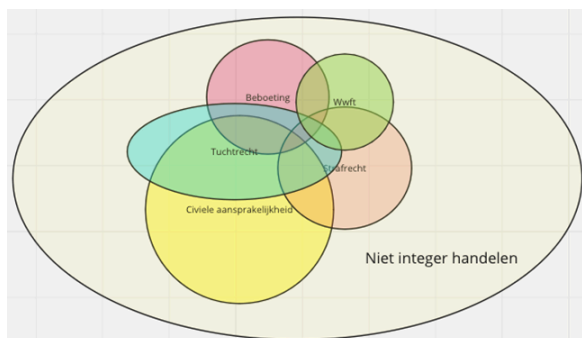 Beboeting
Wwft
Tuchtrecht
Strafrecht
Civiele aansprakelijkheid
Niet integer handelen